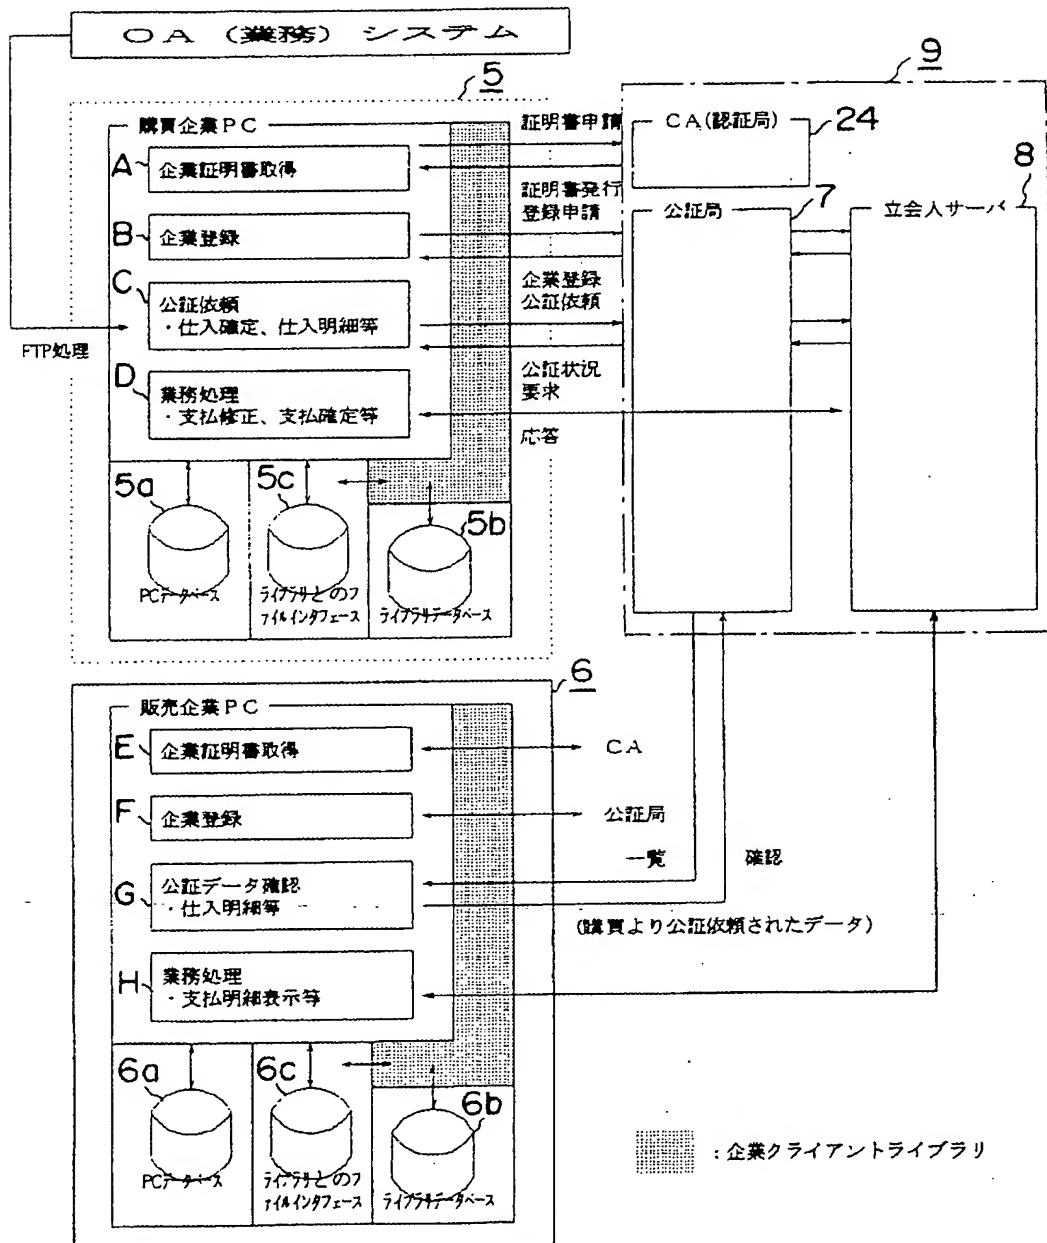 OA（業務）システム
5
9
購買企業PC
A
企業証明書取得
B
企業登録
C
公証依頼
・仕入確定、仕入明細等
FTP処理
D
業務処理
・支払修正、支払確定等
証明書申請
証明書発行
登録申請
企業登録
公証依頼
公証状況
要求
応答
CA(認証局)
24
公証局
7
立会人サーバ
8
5a
PCデータベース
5c
ライブラリとのフ
ァイルインタフェース
5b
ライブラリデータベース
6
販売企業PC
E
企業証明書取得
CA
F
企業登録
公証局
一覧
確認
G
公証データ確認
・仕入明細等
(購買より公証依頼されたデータ)
H
業務処理
・支払明細表示等
6a
PCデータベース
6c
ライブラリとのフ
ァイルインタフェース
6b
ライブラリデータベース
：企業クライアントライブラリ